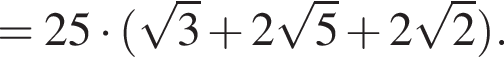 = 25 · (√3 + 2√5 + 2√2).